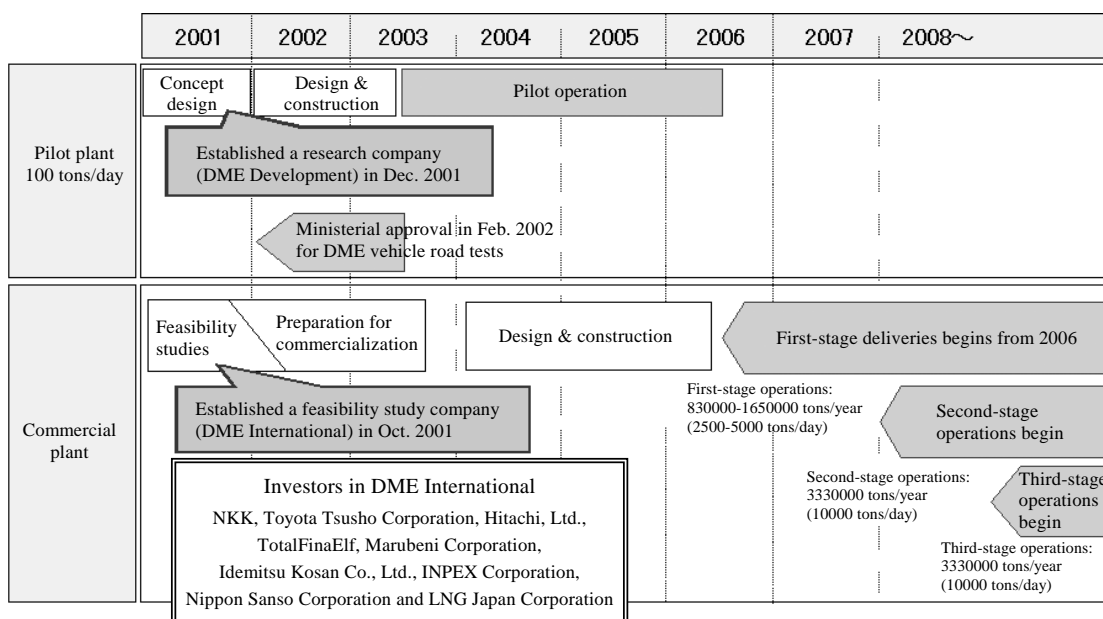 2001 2002 2003 2004 2005 2006 2007 2008～
Pilot plant
100 tons/day
Concept
design
Design &
construction
Pilot operation
Established a research company
(DME Development) in Dec. 2001
Ministerial approval in Feb. 2002
for DME vehicle road tests
Commercial
plant
Feasibility
studies
Preparation for
commercialization
Design & construction
First-stage deliveries begins from 2006
First-stage operations:
830000-1650000 tons/year
(2500-5000 tons/day)
Established a feasibility study company
(DME International) in Oct. 2001
Second-stage
operations begin
Second-stage operations:
3330000 tons/year
(10000 tons/day)
Third-stage
operations
begin
Third-stage operations:
3330000 tons/year
(10000 tons/day)
Investors in DME International
NKK, Toyota Tsusho Corporation, Hitachi, Ltd.,
TotalFinaElf, Marubeni Corporation,
Idemitsu Kosan Co., Ltd., INPEX Corporation,
Nippon Sanso Corporation and LNG Japan Corporation